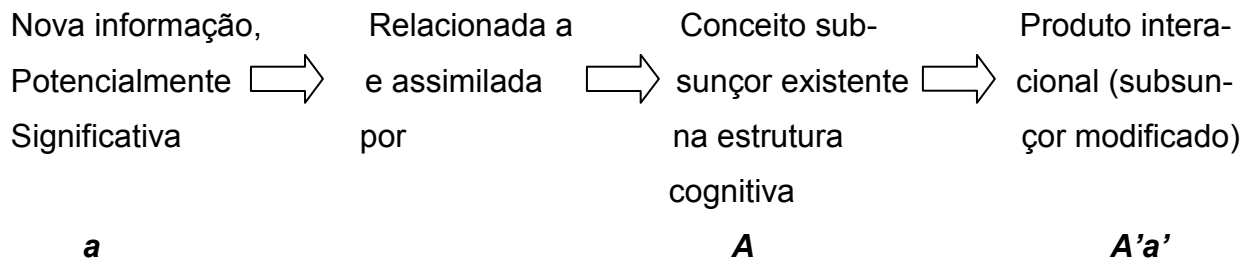 Nova informação, Relacionada a Conceito sub- Produto intera-
Potencialmente e assimilada sunçor existente cional (subsun-
Significativa por na estrutura çor modificado)
cognitiva
a A A’a’